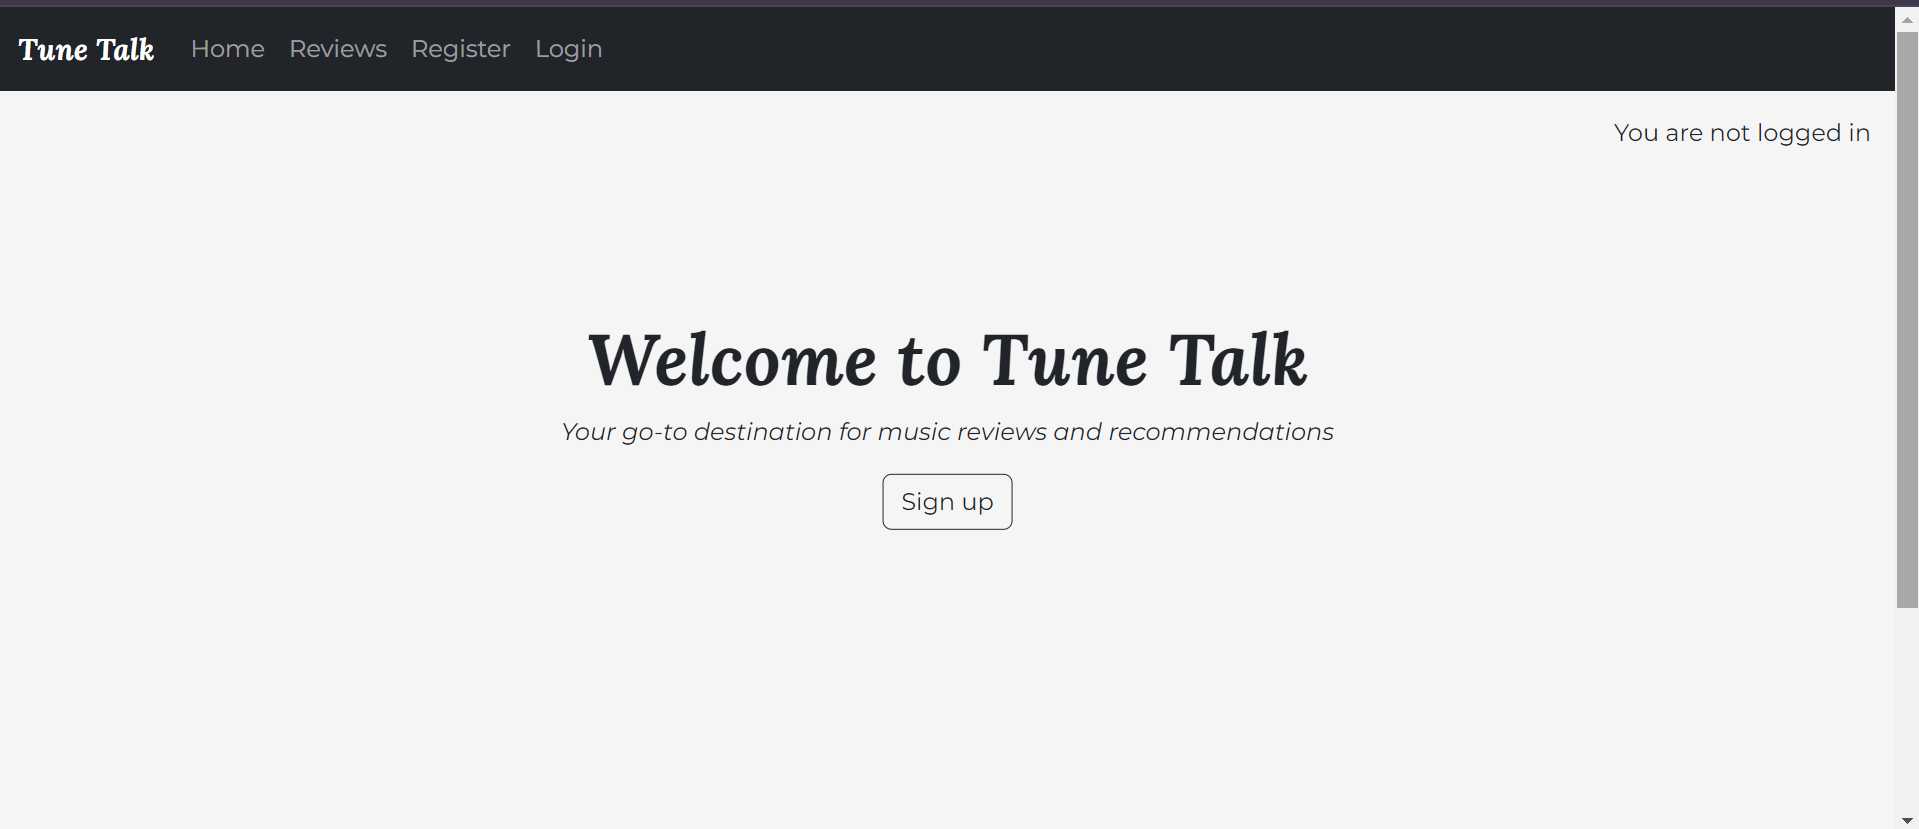 Tune Talk Home Reviews Register Login
You are not logged in
Welcome to Tune Talk
Your go-to destination for music reviews and recommendations
Sign up